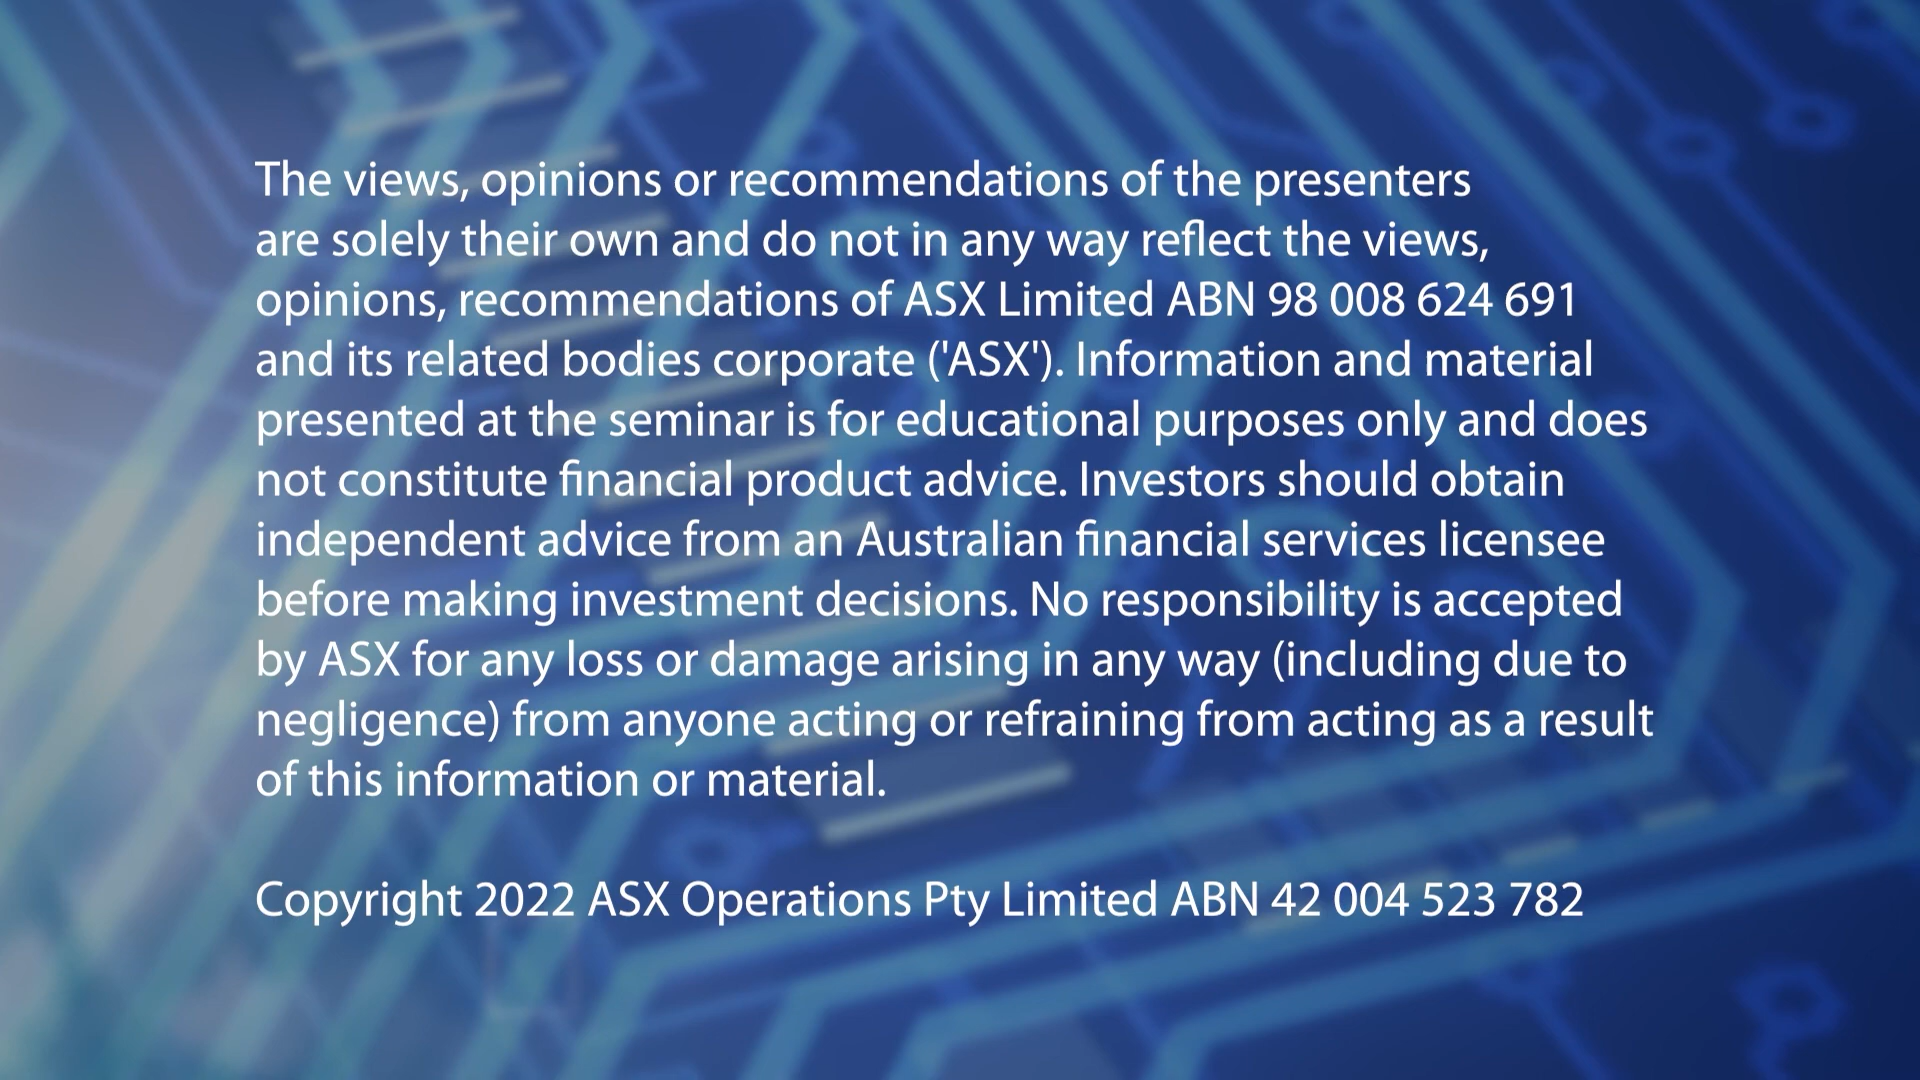 The views, opinions or recommendations of the presenters
are solely their own and do not in any way reflect the views,
opinions, recommendations of ASX Limited ABN 98 008 624 691
and its related bodies corporate ('ASX'). Information and material
presented at the seminar is for educational purposes only and does
not constitute financial product advice. Investors should obtain
independent advice from an Australian financial services licensee
before making investment decisions. No responsibility is accepted
by ASX for any loss or damage arising in any way (including due to
negligence) from anyone acting or refraining from acting as a result
of this information or material.
Copyright 2022 ASX Operations Pty Limited ABN 42 004 523 782